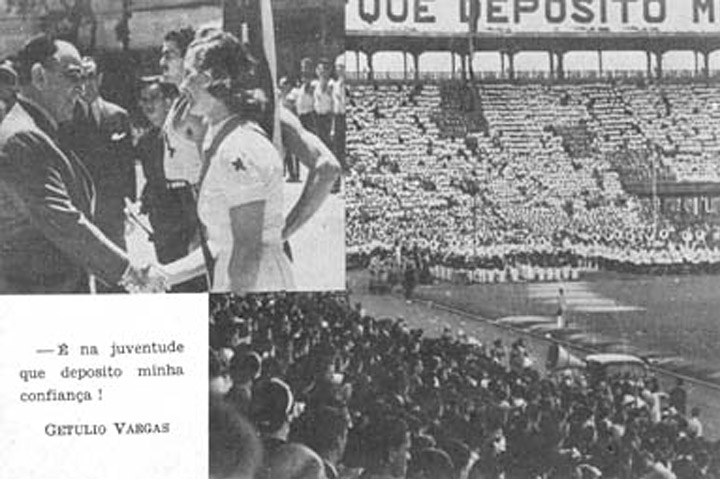 QUE DEPOSITO M
— É na juventude
que deposito minha
confiança !
GETULIO VARGAS